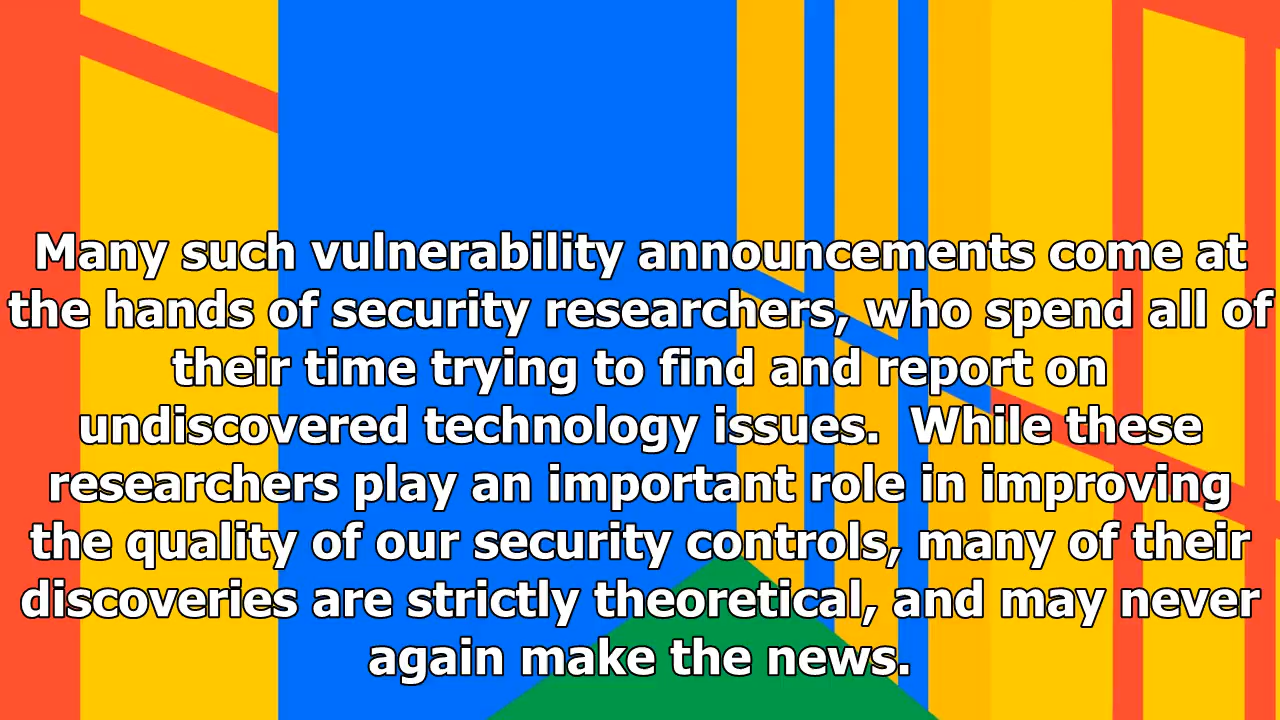 Many such vulnerability announcements come at
the hands of security researchers, who spend all of
their time trying to find and report on
undiscovered technology issues.  While these
researchers play an important role in improving
the quality of our security controls, many of their
discoveries are strictly theoretical, and may never
again make the news.